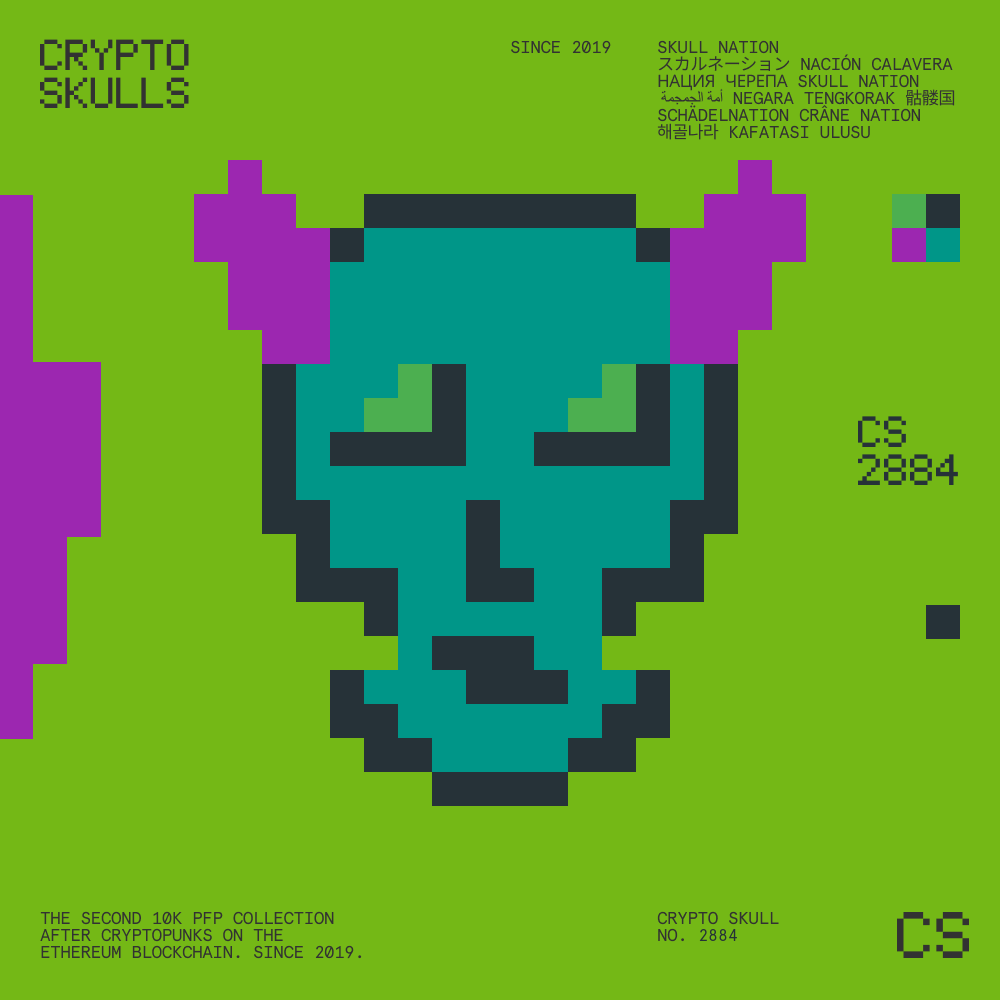 CRYPTO
SKULLS
SINCE 2019
SKULL NATION
スカルネーション NACIÓN CALAVERA
НАЦИЯ ЧЕРЕПА SKULL NATION
أمة الجمجمة NEGARA TENGKORAK 骷髅国
SCHÄDELNATION CRÂNE NATION
해골나라 KAFATASI ULUSU
CS
2884
THE SECOND 10K PFP COLLECTION
AFTER CRYPTOPUNKS ON THE
ETHEREUM BLOCKCHAIN. SINCE 2019.
CRYPTO SKULL
NO. 2884
CS